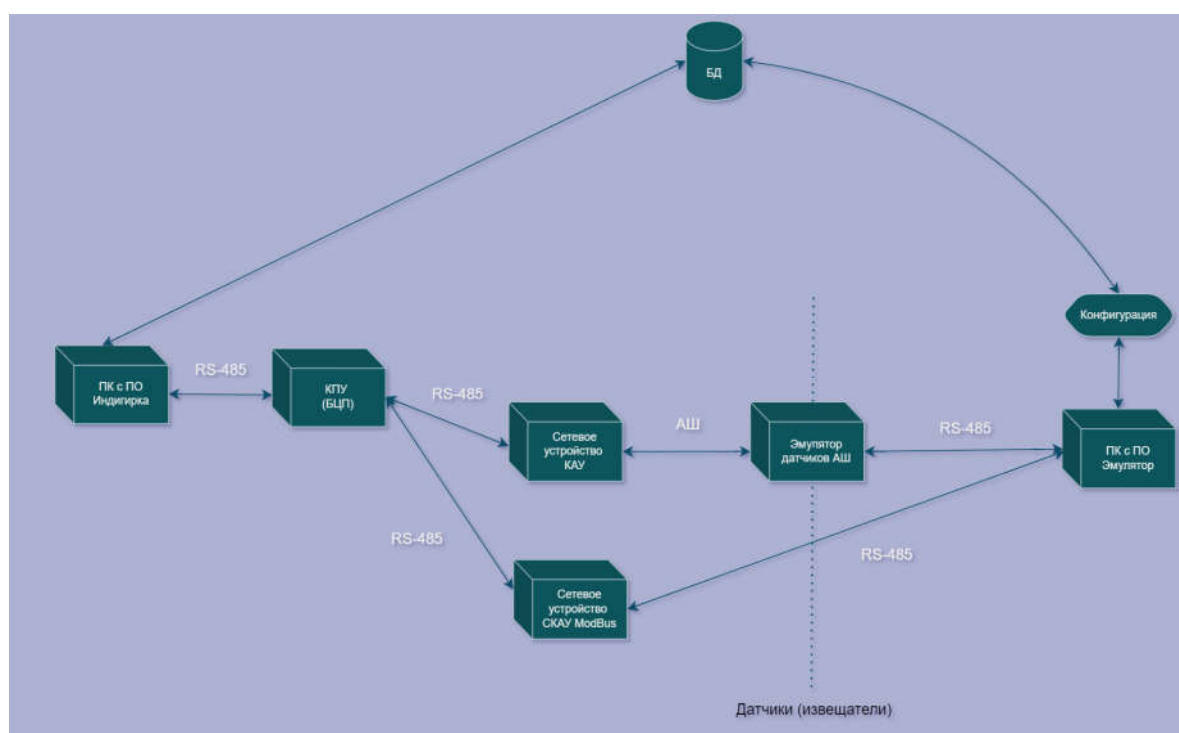 БД
Конфигурация
ПК с ПО
Индигирка
RS-485
КПУ
(БЦП)
RS-485
Сетевое
устройство
КАУ
АШ
Эмулятор
датчиков АШ
RS-485
ПК с ПО
Эмулятор
RS-485
RS-485
Сетевое
устройство
СКАУ ModBus
Датчики (извещатели)